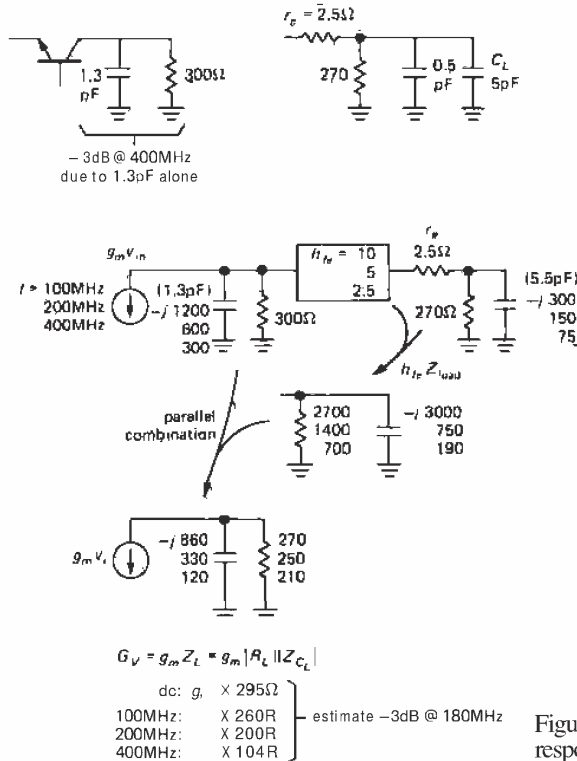 r_e = 2.5Ω
1.3
pF
300Ω
270
0.5
pF
C_L
5pF
– 3dB @ 400MHz
due to 1.3pF alone
g_m v_in
f = 100MHz
200MHz
400MHz
(1.3pF)
–j 1200
600
300
300Ω
h_fe = 10
5
2.5
r_e
2.5Ω
270Ω
(5.5pF)
–j 300
150
75
h_fe Z_load
parallel
combination
2700
1400
700
–j 3000
750
190
g_m v_i
–j 860
330
120
270
250
210
G_V = g_m Z_L = g_m |R_L || Z_C_L|
dc: g, X 295Ω
100MHz: X 260R
200MHz: X 200R
400MHz: X 104R
estimate –3dB @ 180MHz
Figu
respo